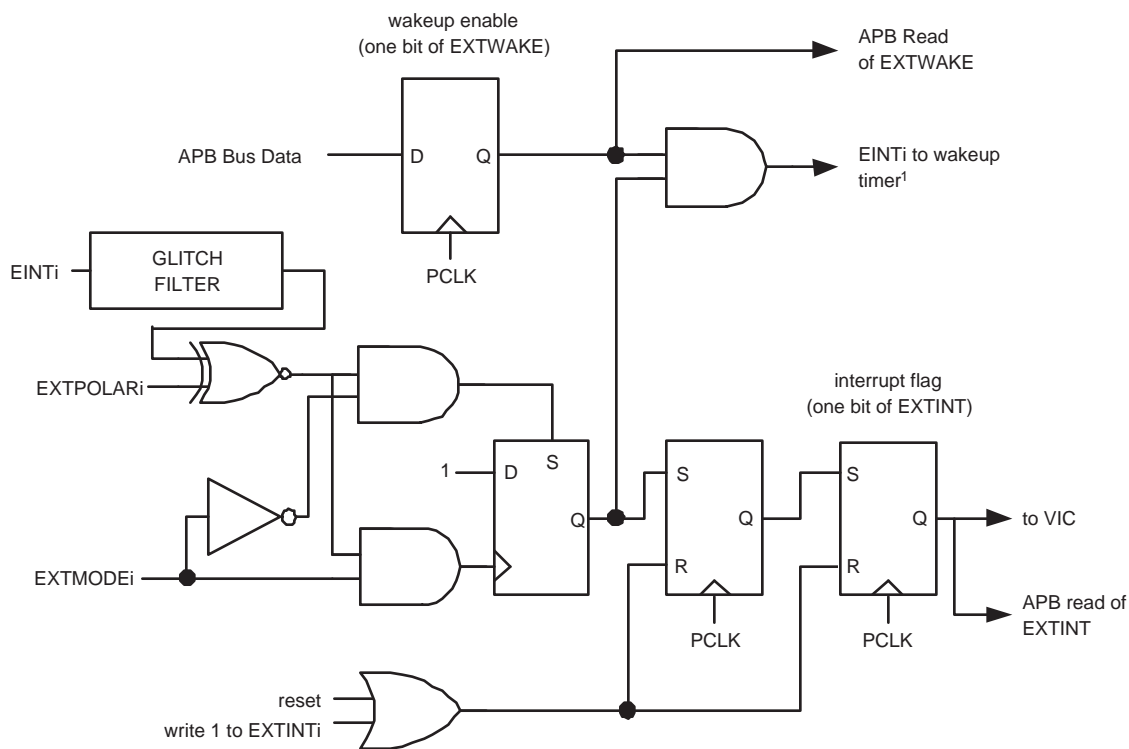 wakeup enable
(one bit of EXTWAKE)
APB Read
of EXTWAKE
APB Bus Data
D
Q
EINTi to wakeup
timer1
PCLK
GLITCH
FILTER
EINTi
EXTPOLARi
interrupt flag
(one bit of EXTINT)
1
D
S
Q
S
Q
R
PCLK
S
Q
R
PCLK
to VIC
EXTMODEi
APB read of
EXTINT
reset
write 1 to EXTINTi